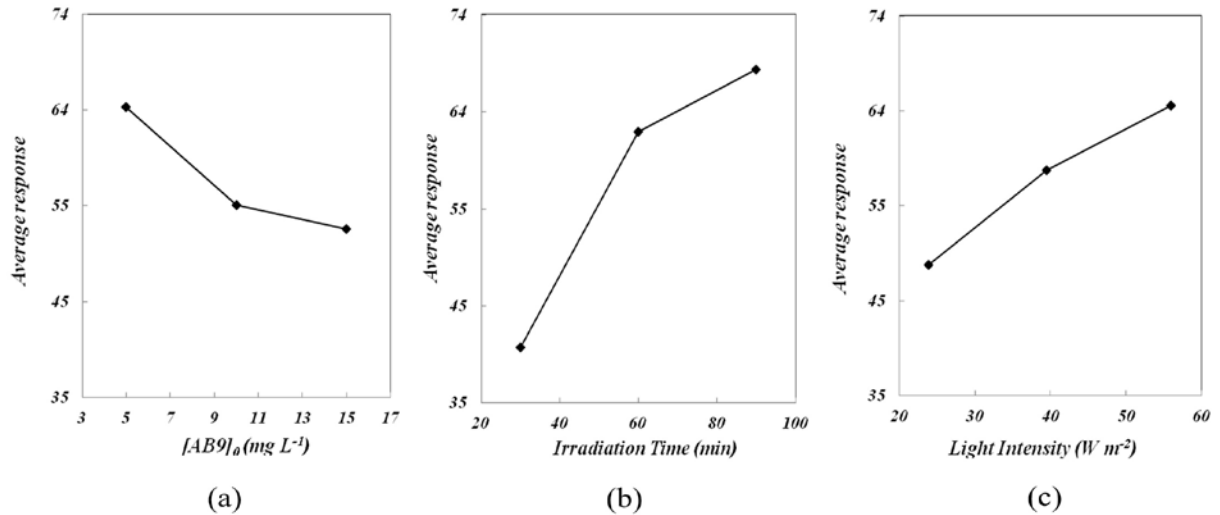 74
64
55
45
35
Average response
3 5 7 9 11 13 15 17
[AB9]0 (mg L-1)
(a)
74
64
55
45
35
Average response
20 40 60 80 100
Irradiation Time (min)
(b)
74
64
55
45
35
Average response
20 30 40 50 60
Light Intensity (W m-2)
(c)